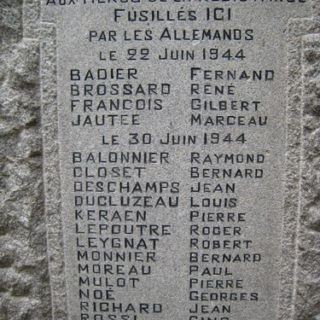 FUSILLÉS ICI
PAR LES ALLEMANDS
LE 22 JUIN 1944
BADIER FERNAND
BROSSARD RENÉ
FRANCOIS GILBERT
JAUTEE MARCEAU
LE 30 JUIN 1944
BALONNIER RAYMOND
CLOSET BERNARD
DESCHAMPS JEAN
DUCLUZEAU LOUIS
KERAEN PIERRE
LEPOUTRE ROGER
LEYGNAT ROBERT
MONNIER BERNARD
MOREAU PAUL
MULOT PIERRE
NOÉ GEORGES
RICHARD JEAN
ROSSI